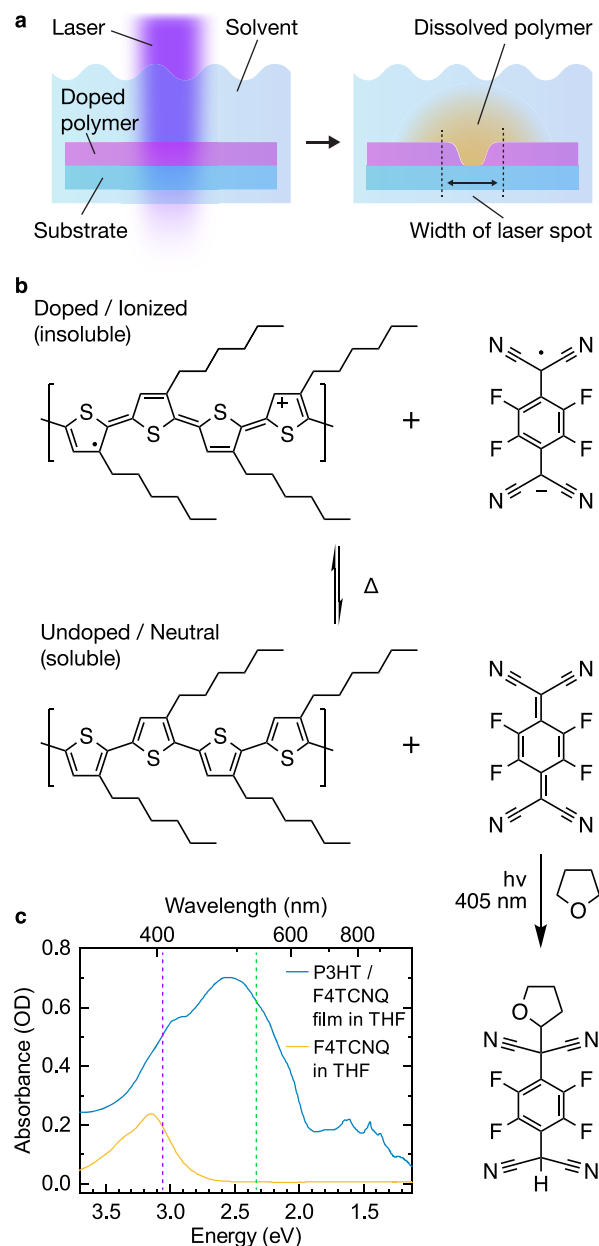 a
Laser
Solvent
Dissolved polymer
Doped
polymer
Substrate
Width of laser spot
b
Doped / Ionized
(insoluble)
S
S
S
S
+
+
N
N
F
F
F
F
N
N
−
Δ
Undoped / Neutral
(soluble)
S
S
S
S
+
N
N
F
F
F
F
N
N
hν
405 nm
O
c
Wavelength (nm)
400
600
800
0.8
0.6
0.4
0.2
0.0
Absorbance (OD)
P3HT /
F4TCNQ
film in THF
F4TCNQ
in THF
3.5
3.0
2.5
2.0
Energy (eV)
O
N
N
F
F
F
F
N
N
H